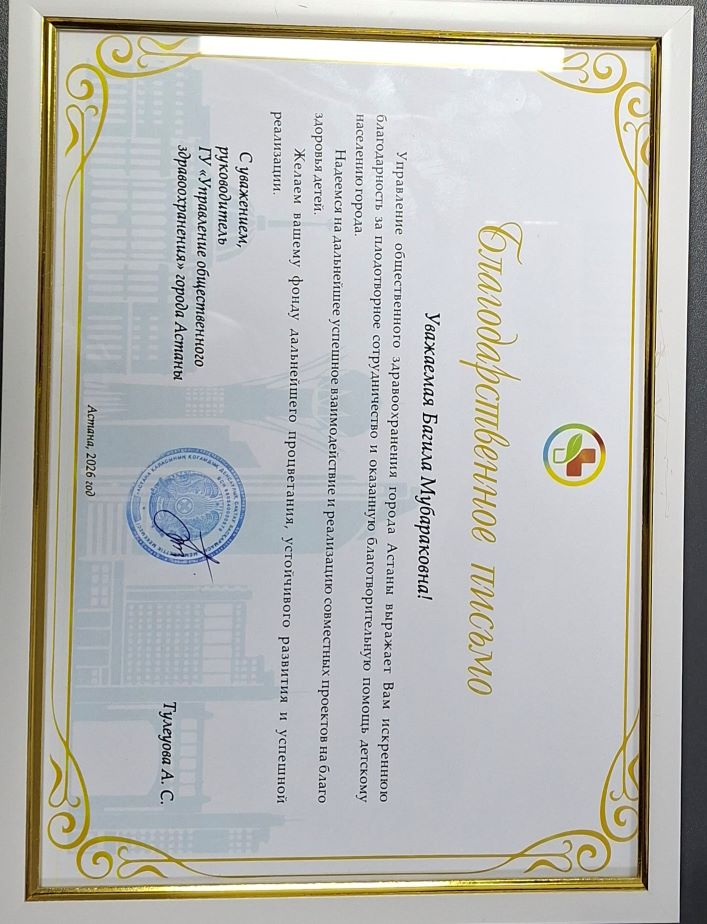 Благодарственное письмо
Уважаемая Багила Мубараковна!
Управление общественного здравоохранения города Астаны выражает Вам искреннюю
благодарность за плодотворное сотрудничество и оказанную благотворительную помощь детскому
населению города.
Надеемся на дальнейшее успешное взаимодействие и реализацию совместных проектов на благо
здоровья детей.
Желаем вашему фонду дальнейшего процветания, устойчивого развития и успешной
реализации.
С уважением,
руководитель
ГУ «Управление общественного
здравоохранения» города Астаны
Тулеуова А. С.
Астана, 2026 год